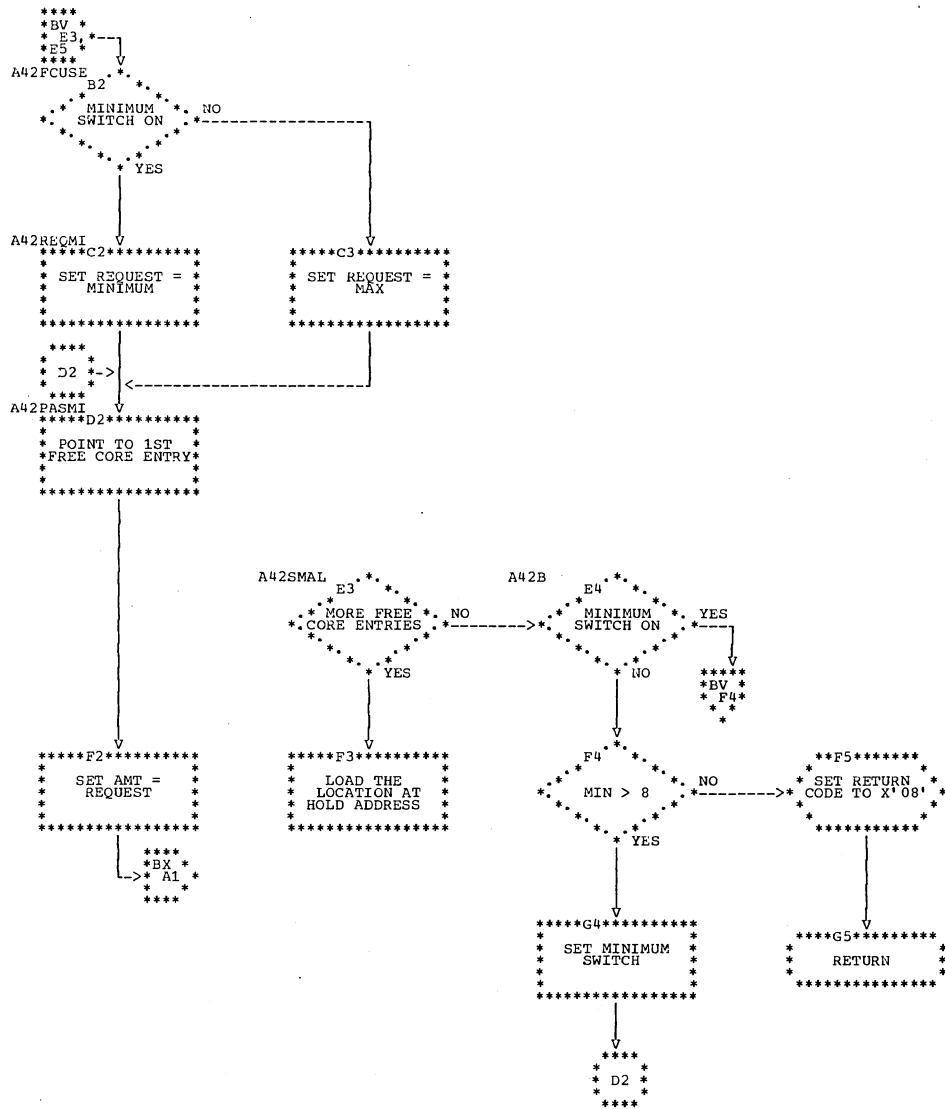 BV
E3,
E5
A42FCUSE
B2
MINIMUM
SWITCH ON
NO
YES
A42REQMI
C2
SET REQUEST =
MINIMUM
C3
SET REQUEST =
MAX
D2
A42PASMI
D2
POINT TO 1ST
FREE CORE ENTRY
A42SMAL
E3
MORE FREE
CORE ENTRIES
NO
YES
A42B
E4
MINIMUM
SWITCH ON
YES
NO
BV
F4
F2
SET AMT =
REQUEST
F3
LOAD THE
LOCATION AT
HOLD ADDRESS
F4
MIN > 8
NO
YES
F5
SET RETURN
CODE TO X'08'
BX
A1
G4
SET MINIMUM
SWITCH
G5
RETURN
D2